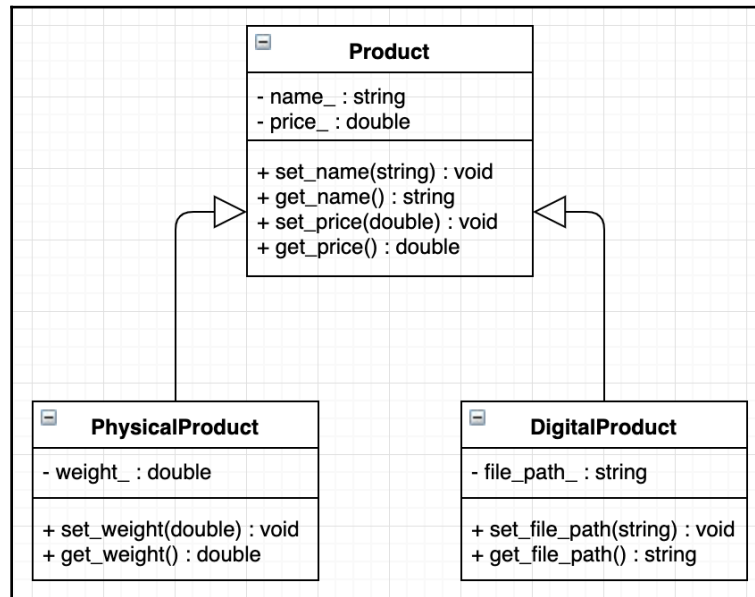 Product
- name_ : string
- price_ : double
+ set_name(string) : void
+ get_name() : string
+ set_price(double) : void
+ get_price() : double
PhysicalProduct
- weight_ : double
+ set_weight(double) : void
+ get_weight() : double
DigitalProduct
- file_path_ : string
+ set_file_path(string) : void
+ get_file_path() : string